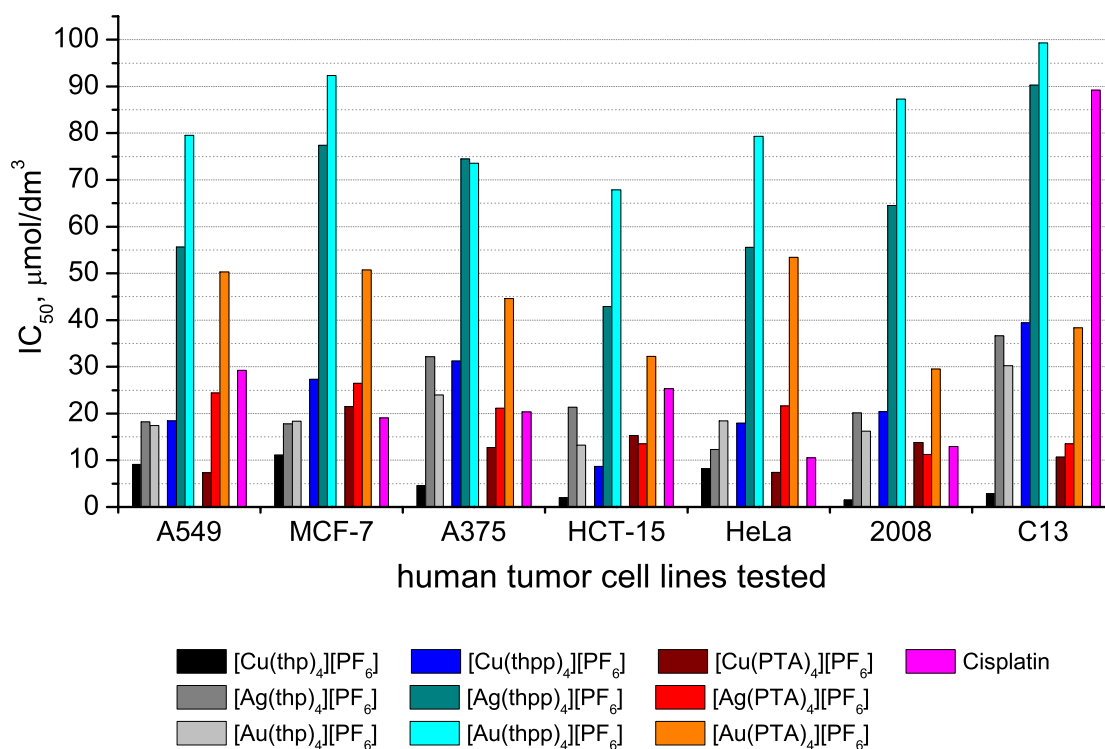 IC₅₀, μmol/dm³
100
90
80
70
60
50
40
30
20
10
0
A549 MCF-7 A375 HCT-15 HeLa 2008 C13
human tumor cell lines tested
[Cu(thp)₄][PF₆] [Cu(thpp)₄][PF₆] [Cu(PTA)₄][PF₆] Cisplatin
[Ag(thp)₄][PF₆] [Ag(thpp)₄][PF₆] [Ag(PTA)₄][PF₆]
[Au(thp)₄][PF₆] [Au(thpp)₄][PF₆] [Au(PTA)₄][PF₆]